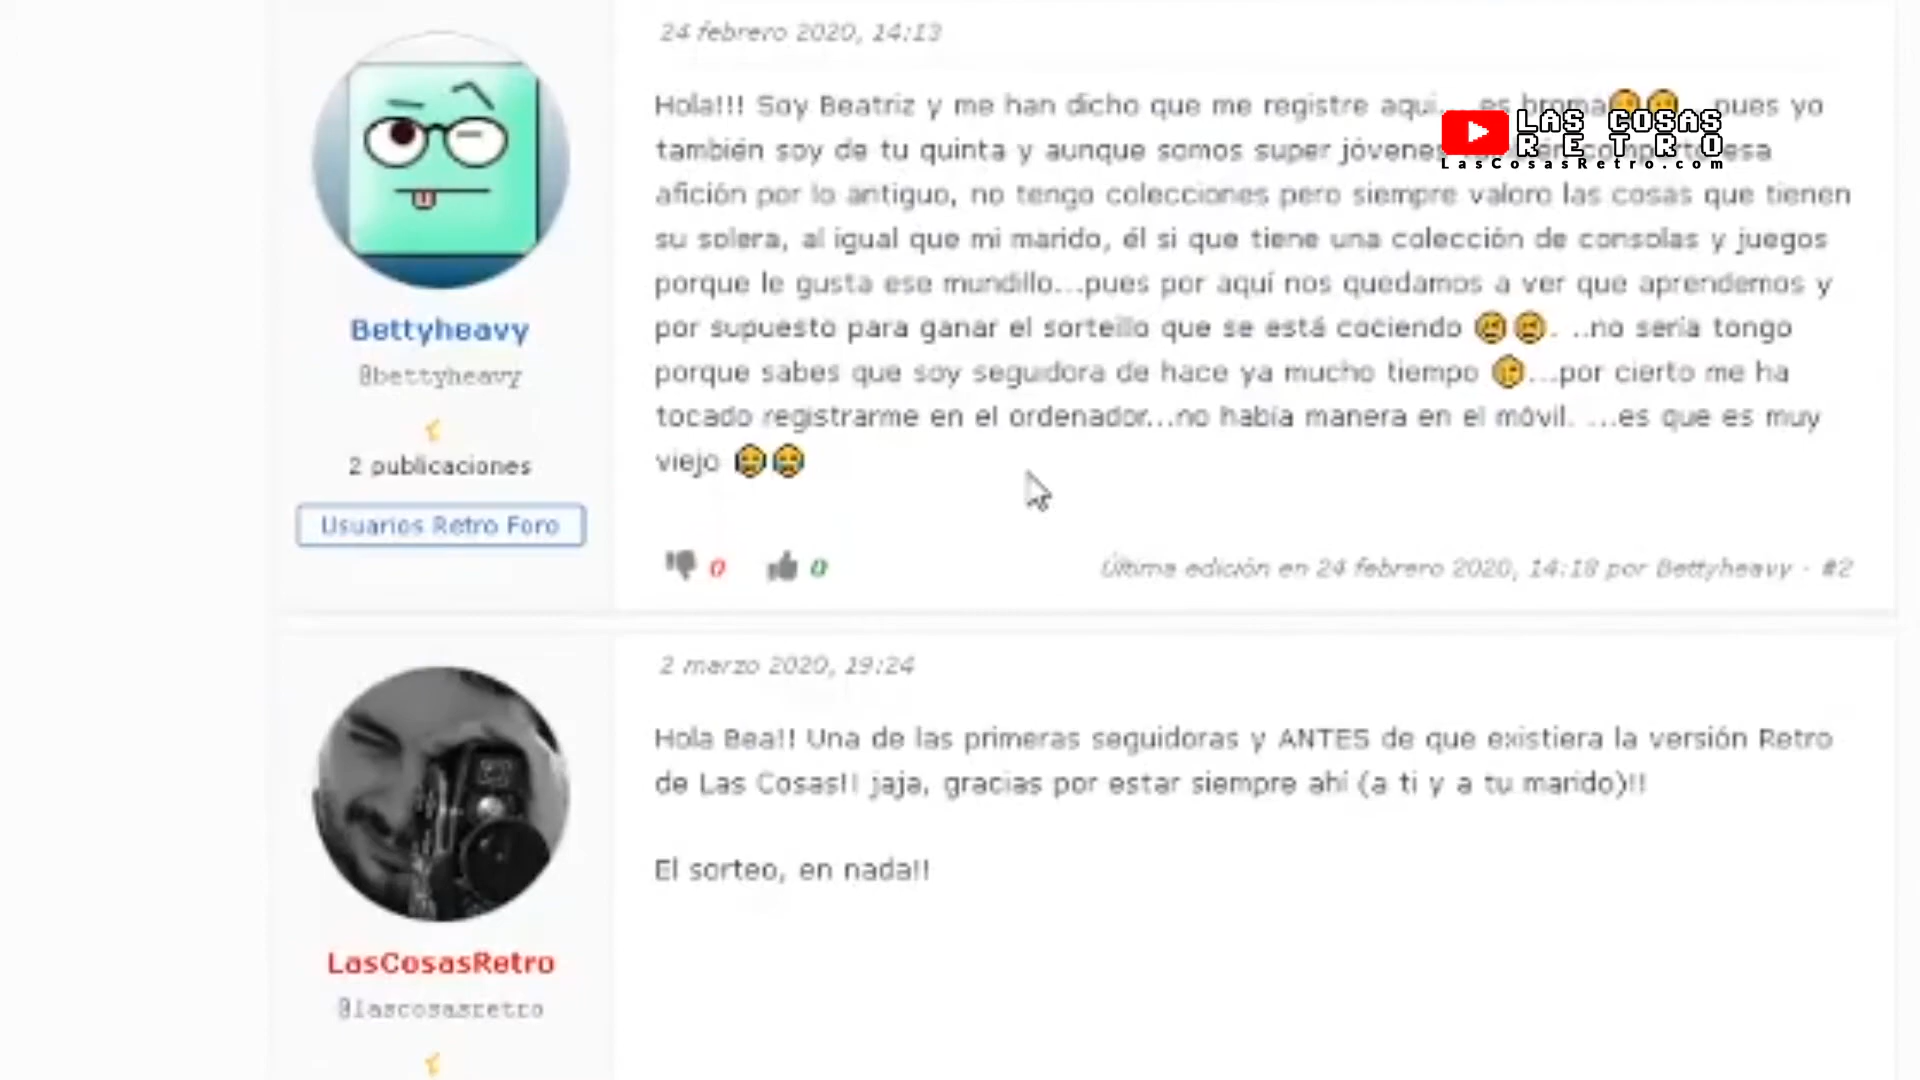 24 febrero 2020, 14:13
Hola!!! Soy Beatriz y me han dicho que me registre aqui... es broma ...pues yo
también soy de tu quinta y aunque somos super jóvenes también comparto esa
afición por lo antiguo, no tengo colecciones pero siempre valoro las cosas que tienen
su solera, al igual que mi marido, él si que tiene una colección de consolas y juegos
porque le gusta ese mundillo...pues por aquí nos quedamos a ver que aprendemos y
por supuesto para ganar el sorteillo que se está cociendo 😢😢. ..no seria tongo
porque sabes que soy seguidora de hace ya mucho tiempo ...por cierto me ha
tocado registrarme en el ordenador...no había manera en el móvil. ...es que es muy
viejo 😂😂
LAS COSAS
RETRO
LasCosasRetro.com
Bettyheavy
@bettyheavy
2 publicaciones
Usuarios Retro Foro
0 0
Última edición en 24 febrero 2020, 14:18 por Bettyheavy · #2
2 marzo 2020, 19:24
Hola Bea!! Una de las primeras seguidoras y ANTES de que existiera la versión Retro
de Las Cosas!! jaja, gracias por estar siempre ahí (a ti y a tu marido)!!
El sorteo, en nada!!
LasCosasRetro
@lascosasretro